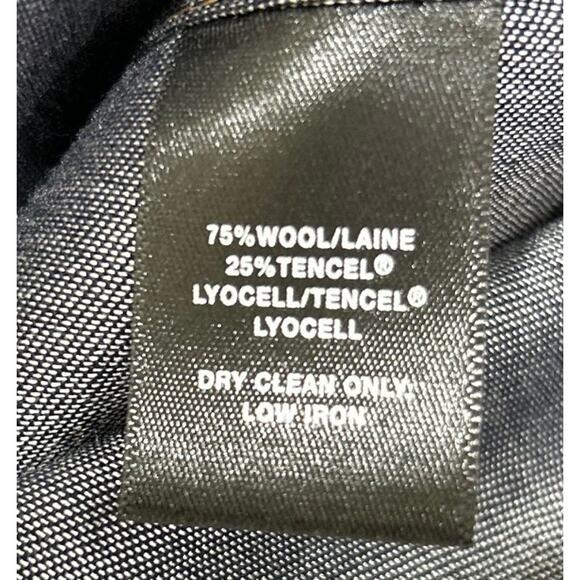 75%WOOL/LAINE
25%TENCEL®
LYOCELL/TENCEL®
LYOCELL
DRY CLEAN ONLY,
LOW IRON